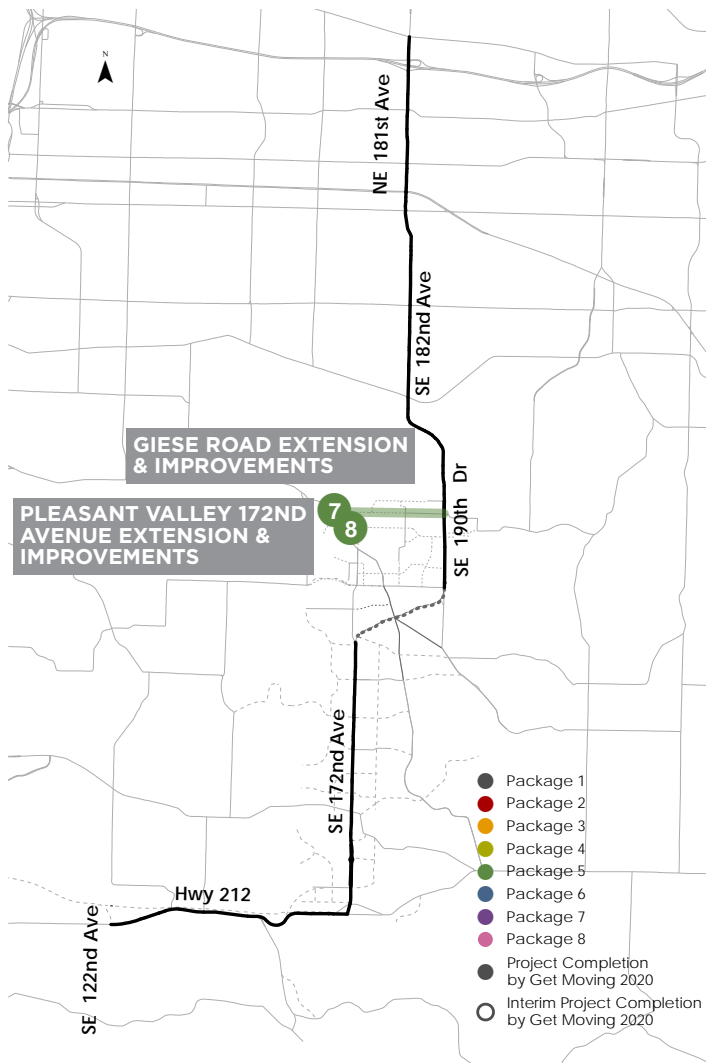 N
NE 181st Ave
SE 182nd Ave
GIESE ROAD EXTENSION
& IMPROVEMENTS
SE 190th Dr
PLEASANT VALLEY 172ND
AVENUE EXTENSION &
IMPROVEMENTS
7
8
SE 172nd Ave
Hwy 212
SE 122nd Ave
Package 1
Package 2
Package 3
Package 4
Package 5
Package 6
Package 7
Package 8
Project Completion
by Get Moving 2020
Interim Project Completion
by Get Moving 2020